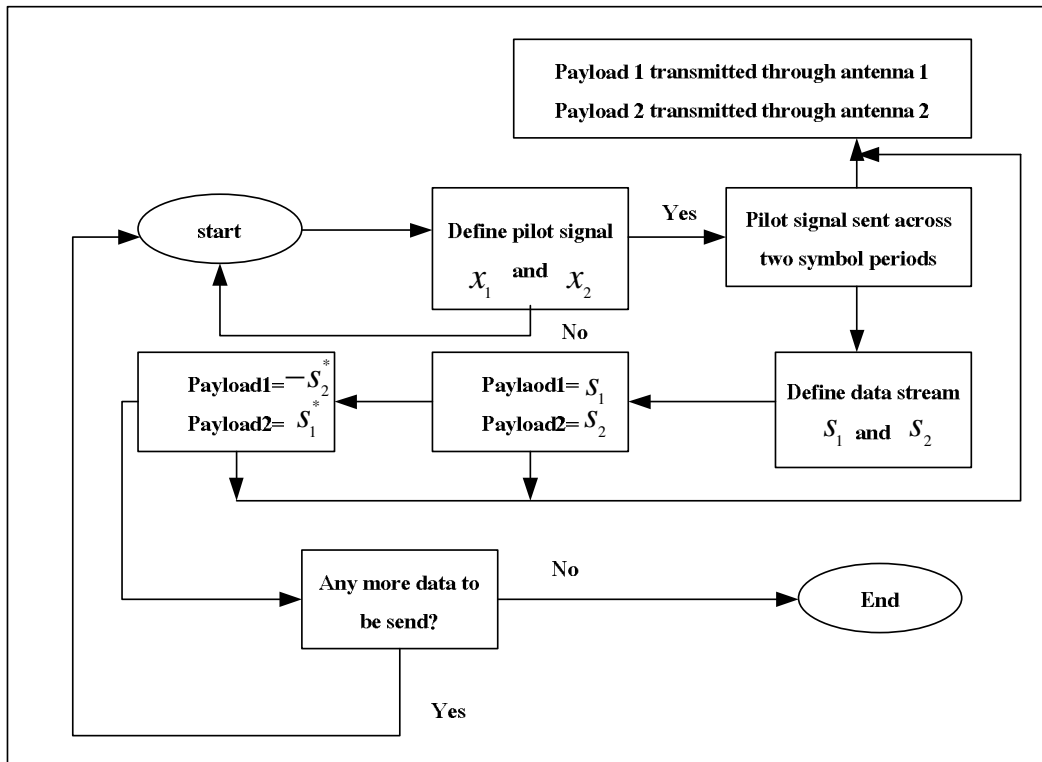 Payload 1 transmitted through antenna 1
Payload 2 transmitted through antenna 2
start
Define pilot signal
x₁ and x₂
Yes
Pilot signal sent across
two symbol periods
No
Payload1=−s₂*
Payload2= s₁*
Paylaod1= s₁
Payload2= s₂
Define data stream
s₁ and s₂
Any more data to
be send?
No
End
Yes